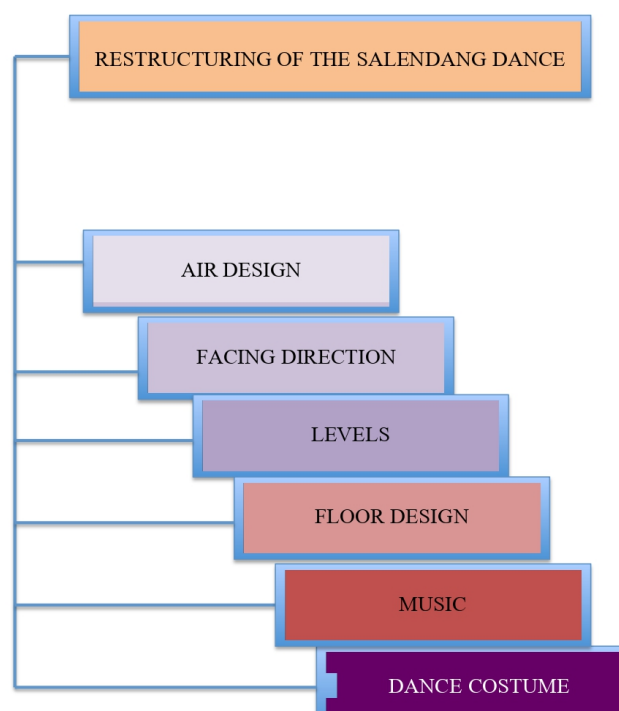 RESTRUCTURING OF THE SALENDANG DANCE
AIR DESIGN
FACING DIRECTION
LEVELS
FLOOR DESIGN
MUSIC
DANCE COSTUME